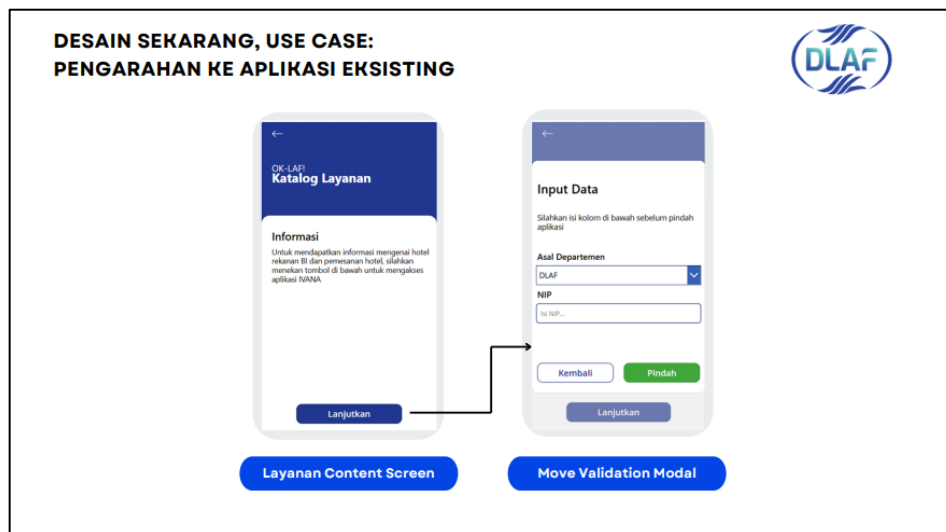 DESAIN SEKARANG, USE CASE:
PENGARAHAN KE APLIKASI EKSISTING
DLAF
←
OK-LAF!
Katalog Layanan
Informasi
Untuk mendapatkan informasi mengenai hotel
rekanan BI dan pemesanan hotel, silahkan
menekan tombol di bawah untuk mengakses
aplikasi IVANA
Lanjutkan
Layanan Content Screen
←
Input Data
Silahkan isi kolom di bawah sebelum pindah
aplikasi
Asal Departemen
DLAF
NIP
Isi NIP...
Kembali
Pindah
Lanjutkan
Move Validation Modal